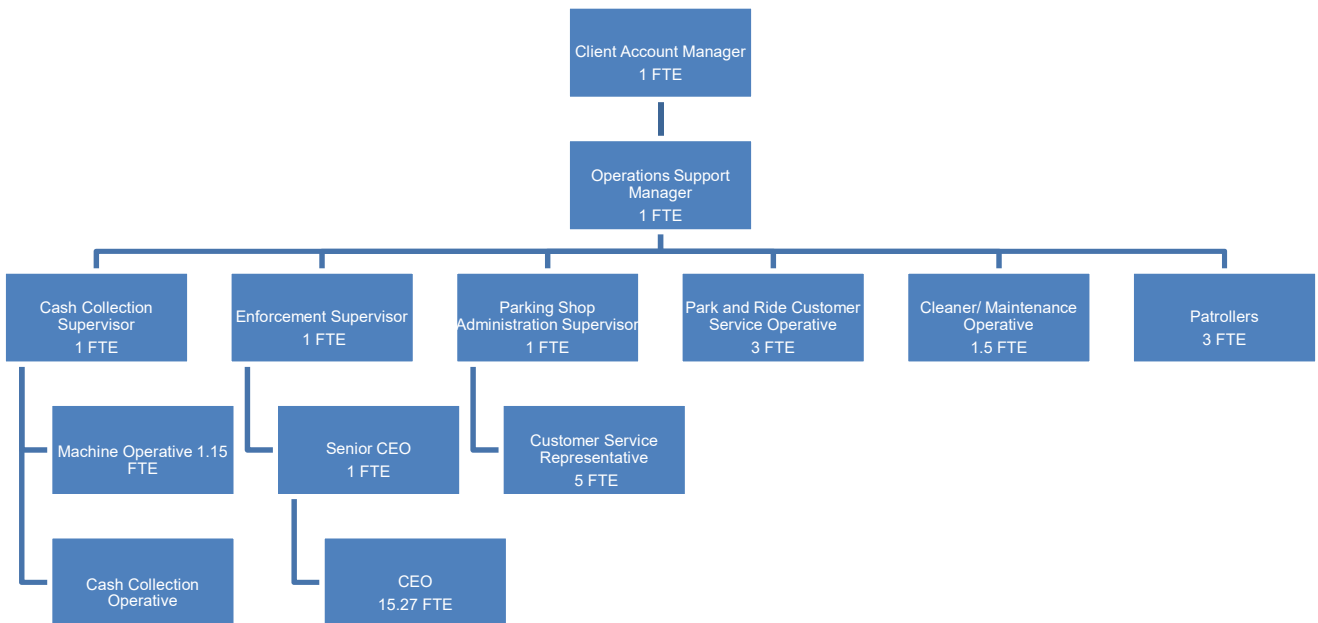 Client Account Manager
1 FTE
Operations Support
Manager
1 FTE
Cash Collection
Supervisor
1 FTE
Enforcement Supervisor
1 FTE
Parking Shop
Administration Supervisor
1 FTE
Park and Ride Customer
Service Operative
3 FTE
Cleaner/ Maintenance
Operative
1.5 FTE
Patrollers
3 FTE
Machine Operative 1.15
FTE
Senior CEO
1 FTE
Customer Service
Representative
5 FTE
Cash Collection
Operative
CEO
15.27 FTE